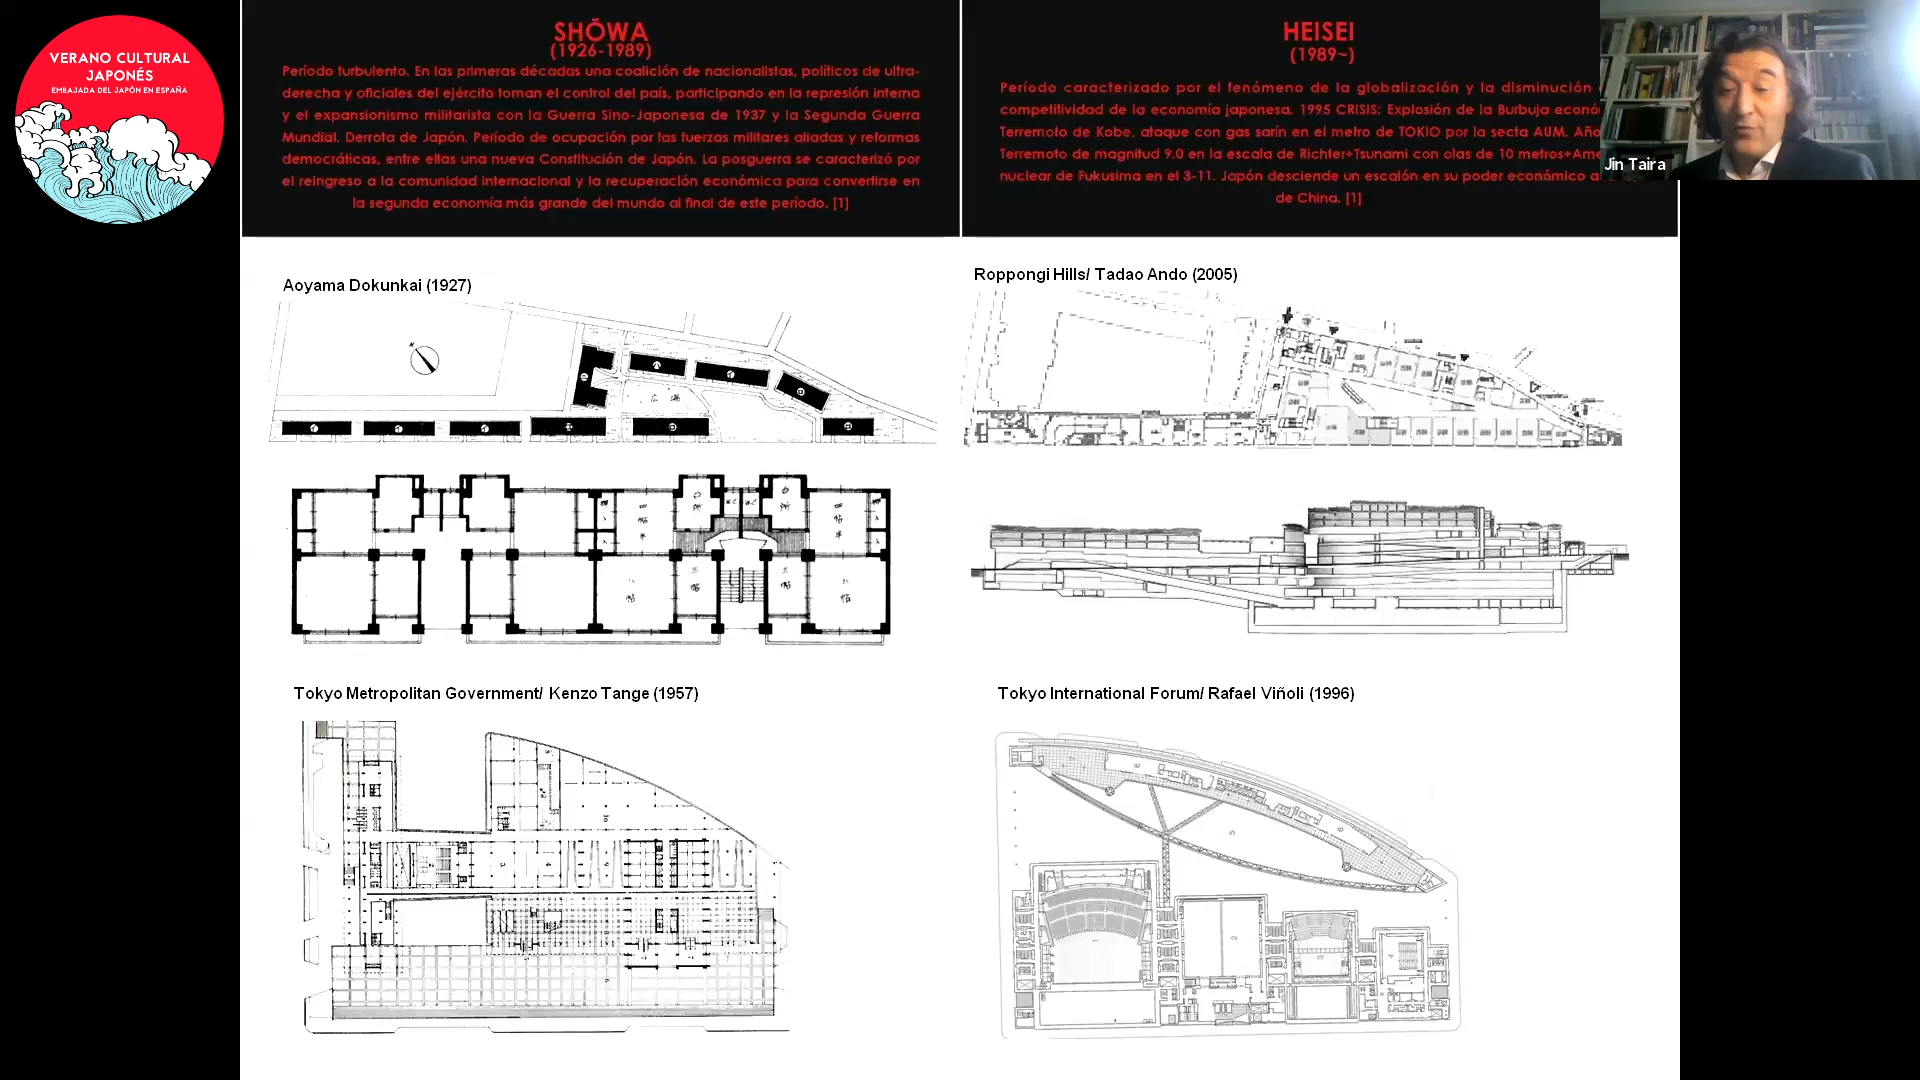 VERANO CULTURAL
JAPONÉS
EMBAJADA DEL JAPÓN EN ESPAÑA
SHŌWA
(1926-1989)
Período turbulento. En las primeras décadas una coalición de nacionalistas, políticos de ultra-
derecha y oficiales del ejército toman el control del país, participando en la represión interna
y el expansionismo militarista con la Guerra Sino-Japonesa de 1937 y la Segunda Guerra
Mundial. Derrota de Japón. Período de ocupación por las fuerzas militares aliadas y reformas
democráticas, entre ellas una nueva Constitución de Japón. La posguerra se caracterizó por
el reingreso a la comunidad internacional y la recuperación económica para convertirse en
la segunda economía más grande del mundo al final de este período. [1]
HEISEI
(1989~)
Período caracterizado por el fenómeno de la globalización y la disminución
competitividad de la economía japonesa. 1995 CRISIS: Explosión de la Burbuja econó
Terremoto de Kobe, ataque con gas sarín en el metro de TOKIO por la secta AUM. Año
Terremoto de magnitud 9.0 en la escala de Richter+Tsunami con olas de 10 metros+Ame
nuclear de Fukusima en el 3-11. Japón desciende un escalón en su poder económico a
de China. [1]
Jin Taira
Aoyama Dokunkai (1927)
N
広場
Roppongi Hills/ Tadao Ando (2005)
Tokyo Metropolitan Government/ Kenzo Tange (1957)
Tokyo International Forum/ Rafael Viñoli (1996)